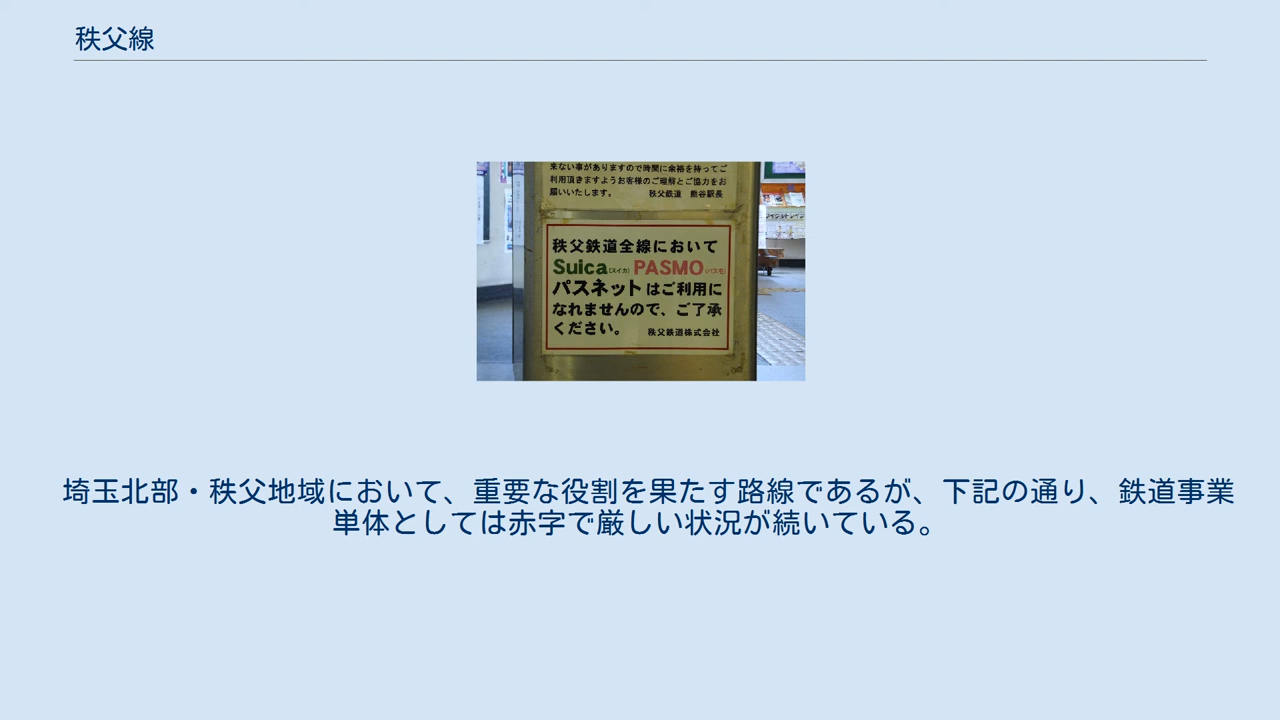 秩父線
来ない事がありますので時間に余裕を持ってご
利用頂きますようお客様のご理解とご協力をお
願いいたします。 秩父鉄道 熊谷駅長
秩父鉄道全線において
Suica(スイカ) PASMO(パスモ)
パスネットはご利用に
なれませんので、ご了承
ください。 秩父鉄道株式会社
埼玉北部・秩父地域において、重要な役割を果たす路線であるが、下記の通り、鉄道事業
単体としては赤字で厳しい状況が続いている。